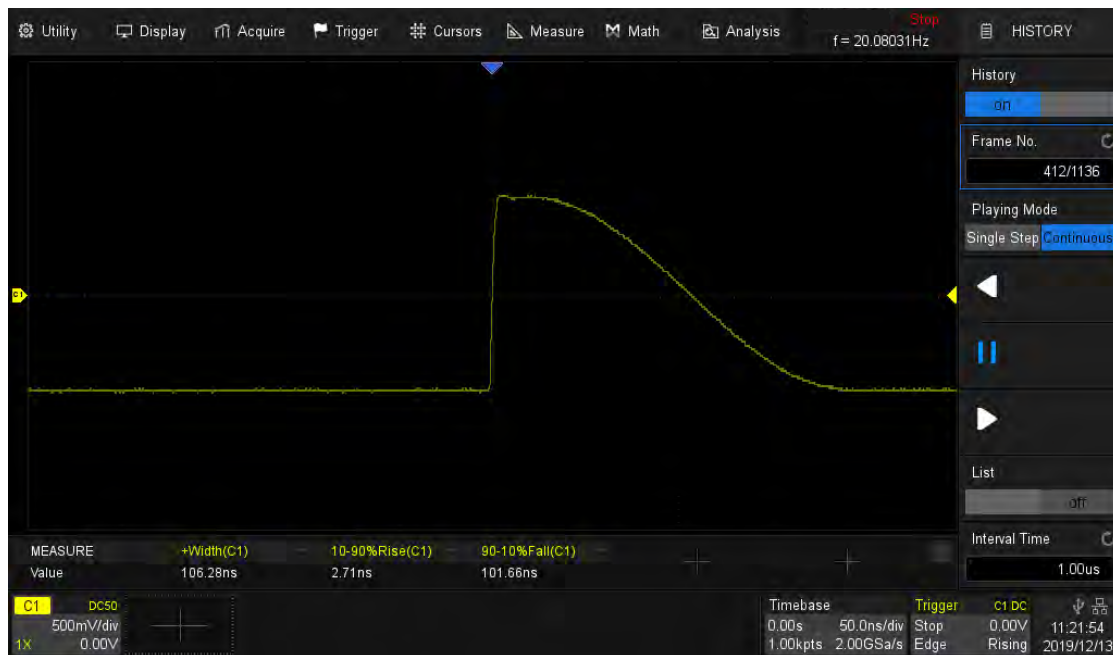 Utility Display Acquire Trigger Cursors Measure Math Analysis
Stop
f = 20.08031Hz
HISTORY
History
on
Frame No.
412/1136
Playing Mode
Single Step Continuous
List
off
Interval Time
1.00us
C1
MEASURE +Width(C1) 10-90%Rise(C1) 90-10%Fall(C1)
Value 106.28ns 2.71ns 101.66ns
C1 DC50
500mV/div
1X 0.00V
Timebase
0.00s 50.0ns/div
1.00kpts 2.00GSa/s
Trigger C1 DC
Stop 0.00V
Edge Rising
11:21:54
2019/12/13